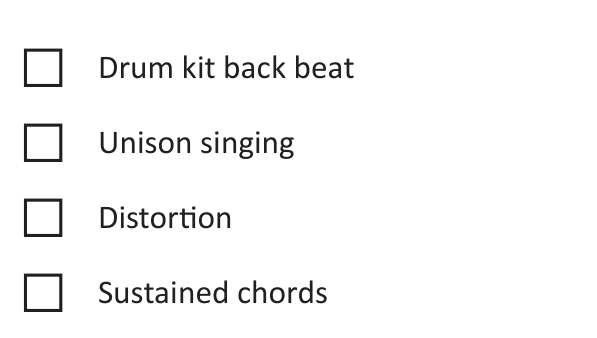 Drum kit back beat
Unison singing
Distortion
Sustained chords